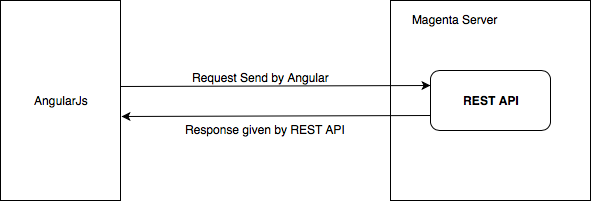 Magenta Server
Request Send by Angular
AngularJs
REST API
Response given by REST API